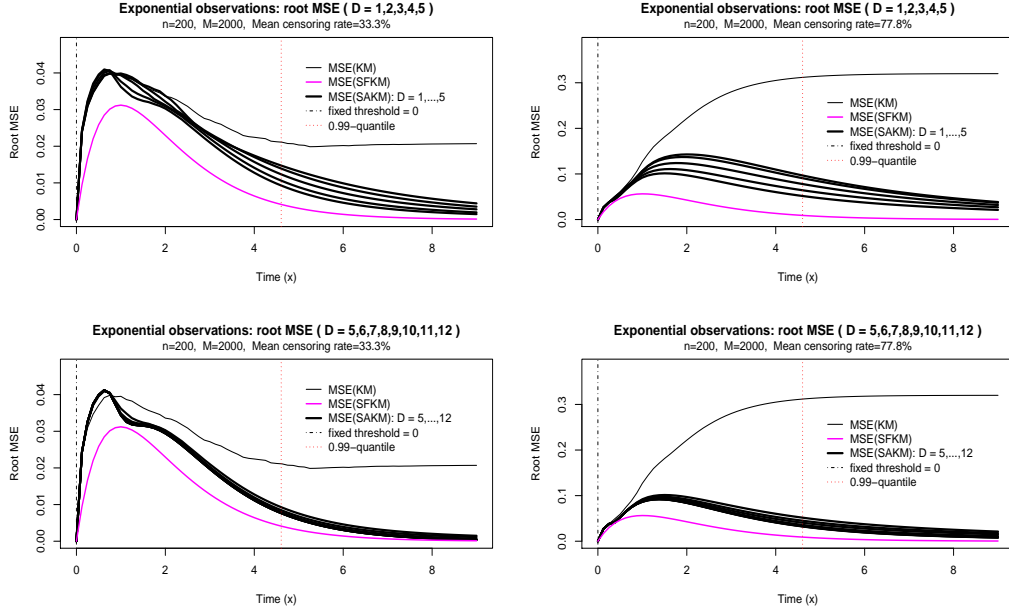 Exponential observations: root MSE ( D = 1,2,3,4,5 )
n=200, M=2000, Mean censoring rate=33.3%
Root MSE
0.00 0.01 0.02 0.03 0.04
MSE(KM)
MSE(SFKM)
MSE(SAKM): D = 1,...,5
fixed threshold = 0
0.99−quantile
0 2 4 6 8
Time (x)
Exponential observations: root MSE ( D = 1,2,3,4,5 )
n=200, M=2000, Mean censoring rate=77.8%
Root MSE
0.0 0.1 0.2 0.3
MSE(KM)
MSE(SFKM)
MSE(SAKM): D = 1,...,5
fixed threshold = 0
0.99−quantile
0 2 4 6 8
Time (x)
Exponential observations: root MSE ( D = 5,6,7,8,9,10,11,12 )
n=200, M=2000, Mean censoring rate=33.3%
Root MSE
0.00 0.01 0.02 0.03 0.04
MSE(KM)
MSE(SFKM)
MSE(SAKM): D = 5,...,12
fixed threshold = 0
0.99−quantile
0 2 4 6 8
Time (x)
Exponential observations: root MSE ( D = 5,6,7,8,9,10,11,12 )
n=200, M=2000, Mean censoring rate=77.8%
Root MSE
0.0 0.1 0.2 0.3
MSE(KM)
MSE(SFKM)
MSE(SAKM): D = 5,...,12
fixed threshold = 0
0.99−quantile
0 2 4 6 8
Time (x)